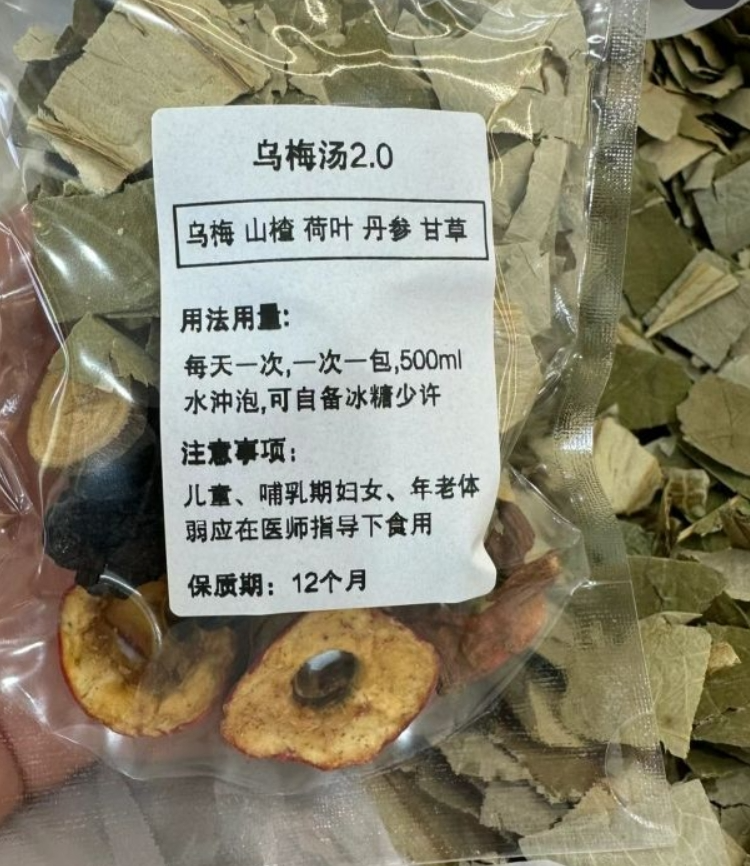 乌梅汤2.0
乌梅 山楂 荷叶 丹参 甘草
用法用量:
每天一次,一次一包,500ml
水沖泡,可自备冰糖少许
注意事项:
儿童、哺乳期妇女、年老体
弱应在医师指导下食用
保质期: 12个月